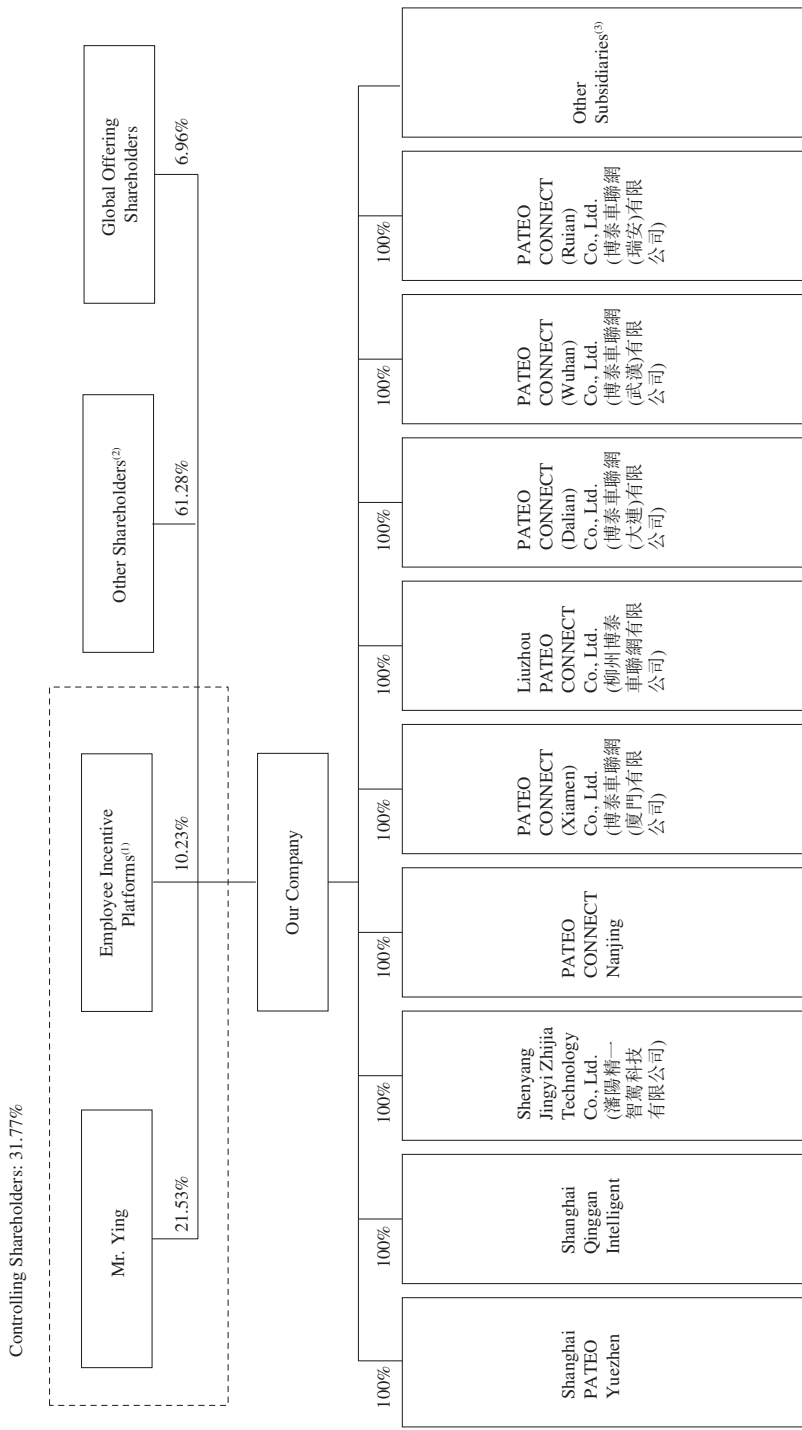 Controlling Shareholders: 31.77%
Mr. Ying
Employee Incentive
Platforms(1)
Other Shareholders(2)
Global Offering
Shareholders
21.53%
10.23%
61.28%
6.96%
Our Company
100%
100%
100%
100%
100%
100%
100%
100%
100%
Shanghai
PATEO
Yuezhen
Shanghai
Qinggan
Intelligent
Shenyang
Jingyi Zhijia
Technology
Co., Ltd.
(瀋陽精一
智駕科技
有限公司)
PATEO
CONNECT
Nanjing
PATEO
CONNECT
(Xiamen)
Co., Ltd.
(博泰車聯網
(廈門)有限
公司)
Liuzhou
PATEO
CONNECT
Co., Ltd.
(柳州博泰
車聯網有限
公司)
PATEO
CONNECT
(Dalian)
Co., Ltd.
(博泰車聯網
(大連)有限
公司)
PATEO
CONNECT
(Wuhan)
Co., Ltd.
(博泰車聯網
(武漢)有限
公司)
PATEO
CONNECT
(Ruian)
Co., Ltd.
(博泰車聯網
(瑞安)有限
公司)
Other
Subsidiaries(3)